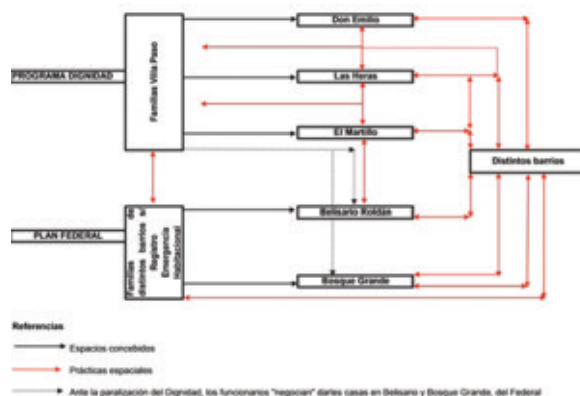 Don Emilio
Familias Villa Paso
PROGRAMA DIGNIDAD
Las Heras
El Martillo
Distintos barrios
Belisario Roldán
PLAN FEDERAL
Familias de
distintos barrios s/
Registro
Emergencia
Habitacional
Bosque Grande
Referencias
Espacios concebidos
Prácticas espaciales
Ante la paralización del Dignidad, los funcionarios "negocian" darles casas en Belisario y Bosque Grande, del Federal